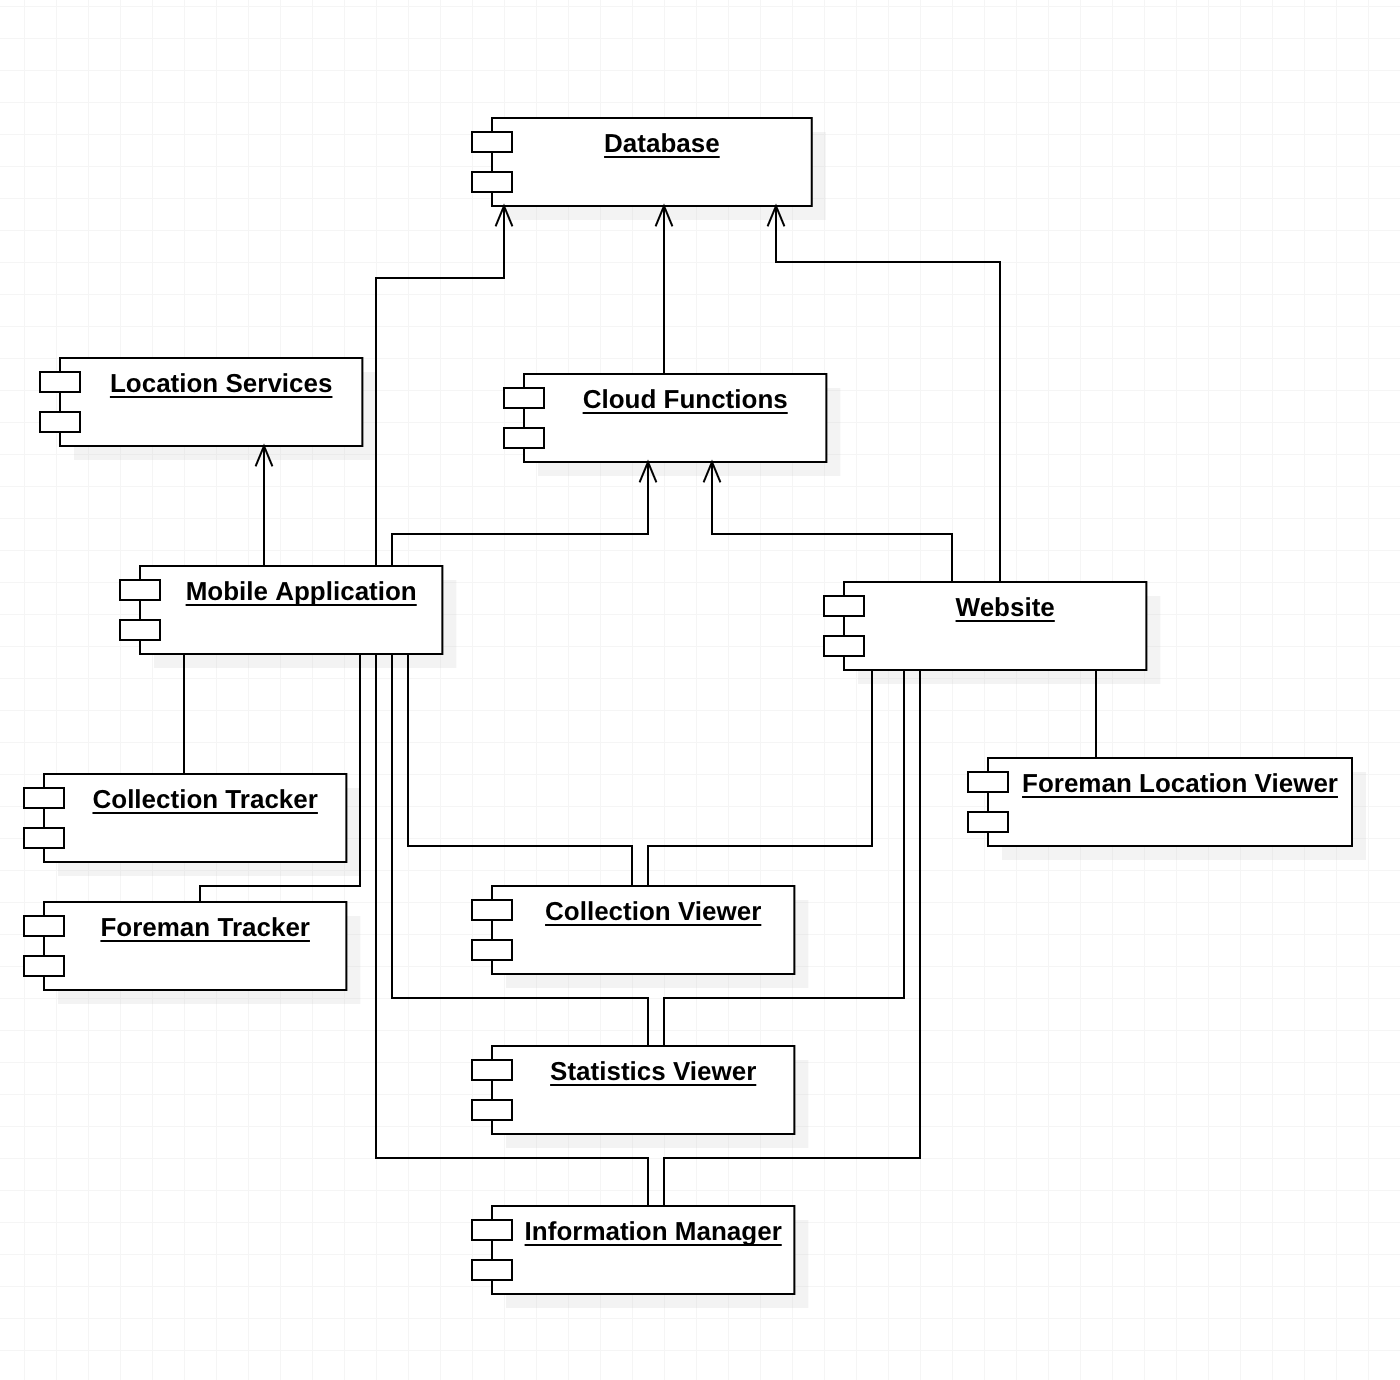 Database
Location Services
Cloud Functions
Mobile Application
Website
Collection Tracker
Foreman Location Viewer
Foreman Tracker
Collection Viewer
Statistics Viewer
Information Manager